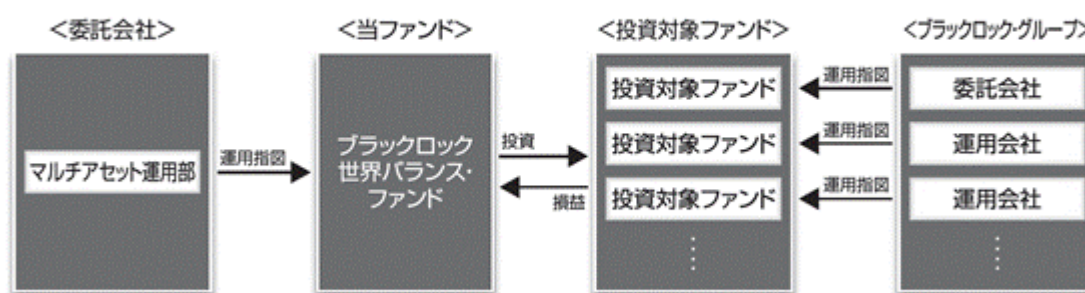 <委託会社>
マルチアセット運用部
運用指図
<当ファンド>
ブラックロック
世界バランス・
ファンド
投資
損益
<投資対象ファンド>
投資対象ファンド
投資対象ファンド
投資対象ファンド
運用指図
運用指図
運用指図
<ブラックロック・グループ>
委託会社
運用会社
運用会社